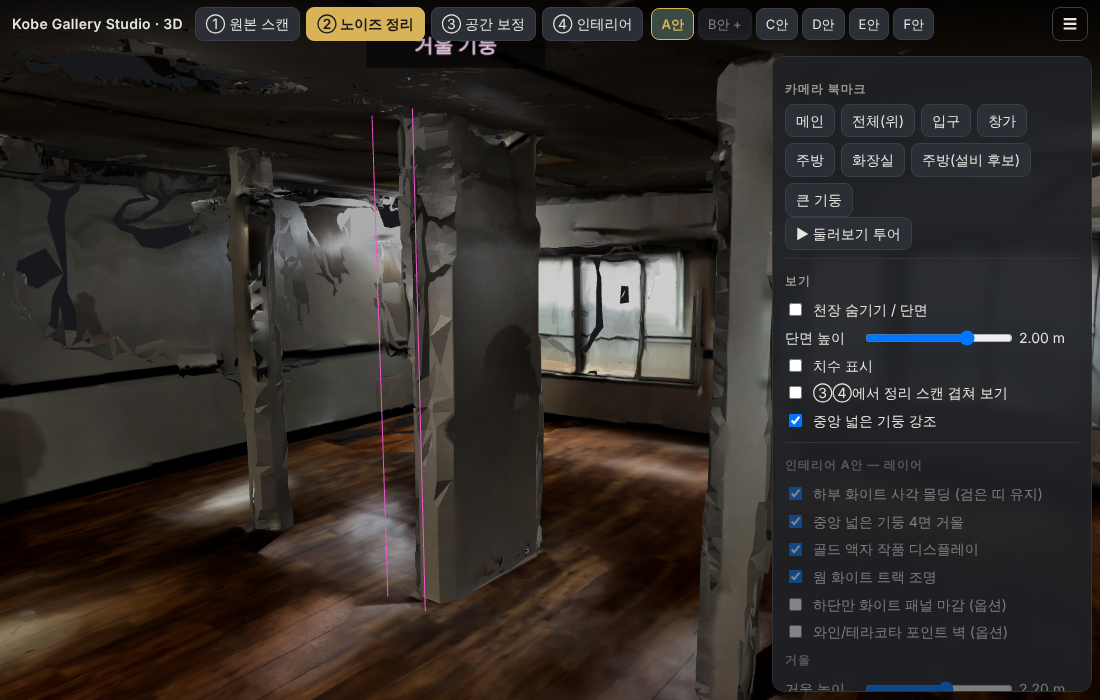 Kobe Gallery Studio · 3D
① 원본 스캔
② 노이즈 정리
③ 공간 보정
④ 인테리어
A안
B안 +
C안
D안
E안
F안
☰
거울 기둥
카메라 북마크
메인
전체(위)
입구
창가
주방
화장실
주방(설비 후보)
큰 기둥
▶ 둘러보기 투어
보기
천장 숨기기 / 단면
단면 높이 2.00 m
치수 표시
③④에서 정리 스캔 겹쳐 보기
중앙 넓은 기둥 강조
인테리어 A안 — 레이어
하부 화이트 사각 몰딩 (검은 띠 유지)
중앙 넓은 기둥 4면 거울
골드 액자 작품 디스플레이
웜 화이트 트랙 조명
하단만 화이트 패널 마감 (옵션)
와인/테라코타 포인트 벽 (옵션)
거울
거울 높이 2.20 m